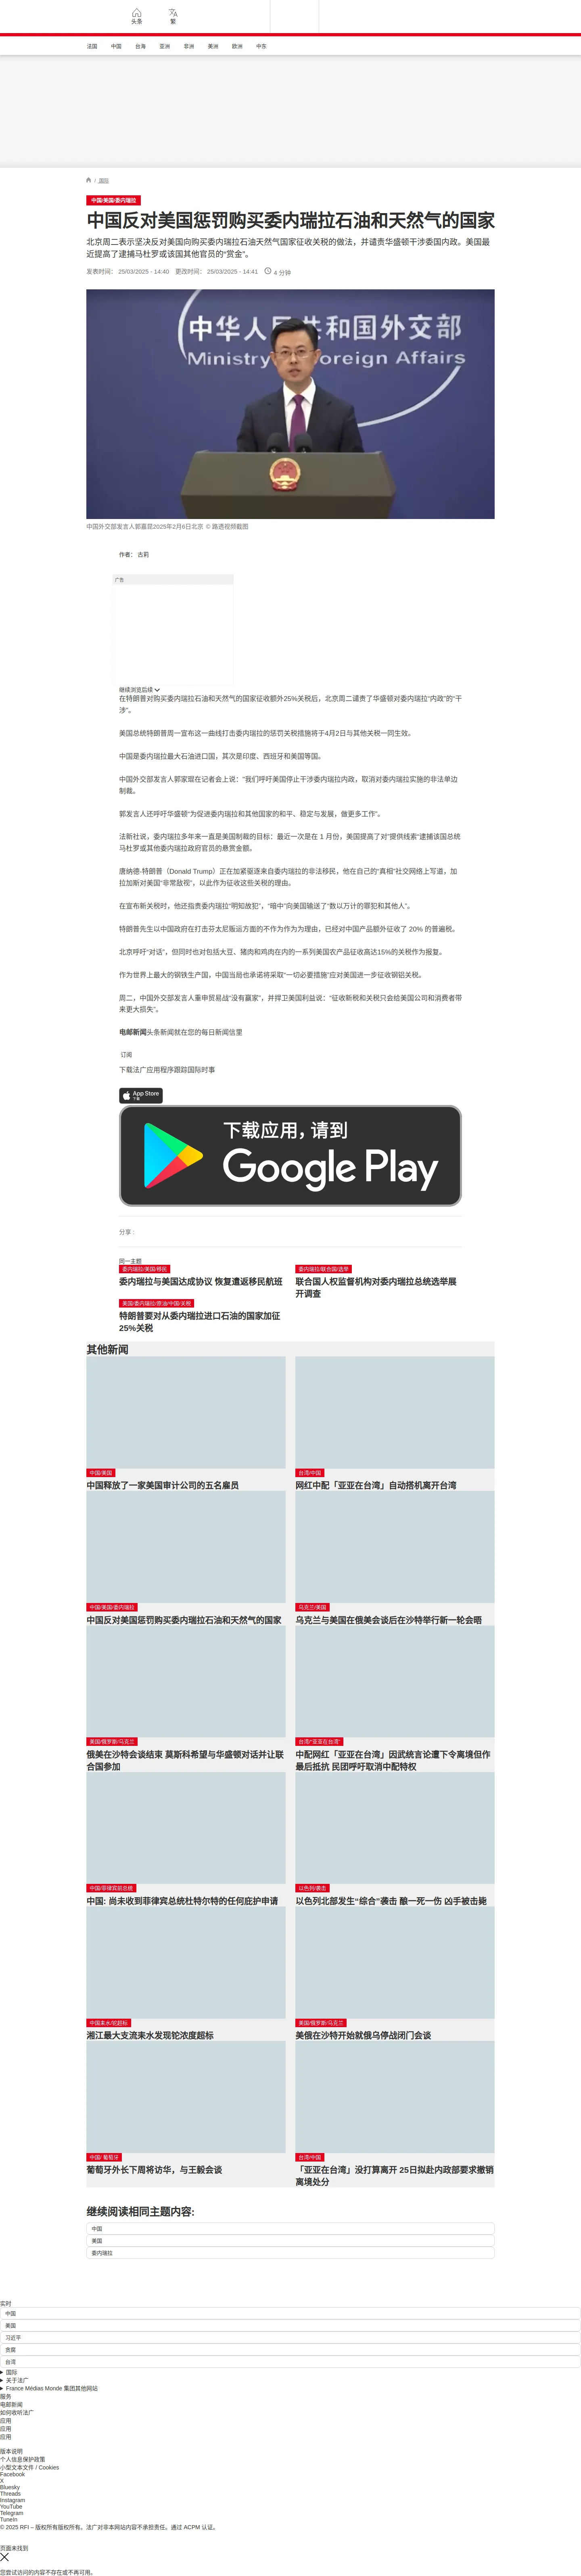 头条
繁
法国
中国
台海
亚洲
非洲
美洲
欧洲
中东
/ 国际
中国/美国/委内瑞拉
中国反对美国惩罚购买委内瑞拉石油和天然气的国家
北京周二表示坚决反对美国向购买委内瑞拉石油天然气国家征收关税的做法，并谴责华盛顿干涉委国内政。美国最
近提高了逮捕马杜罗或该国其他官员的“赏金”。
发表时间： 25/03/2025 - 14:40 更改时间： 25/03/2025 - 14:41 4 分钟
中华人民共和国外交部
Ministry Foreign Affairs
中国外交部发言人郭嘉昆2025年2月6日北京 © 路透视频截图
作者： 古莉
广告
继续浏览后续
在特朗普对购买委内瑞拉石油和天然气的国家征收额外25%关税后，北京周二谴责了华盛顿对委内瑞拉“内政”的“干
涉”。
美国总统特朗普周一宣布这一曲线打击委内瑞拉的惩罚关税措施将于4月2日与其他关税一同生效。
中国是委内瑞拉最大石油进口国，其次是印度、西班牙和美国等国。
中国外交部发言人郭家琨在记者会上说：“我们呼吁美国停止干涉委内瑞拉内政，取消对委内瑞拉实施的非法单边
制裁。
郭发言人还呼吁华盛顿“为促进委内瑞拉和其他国家的和平、稳定与发展，做更多工作”。
法新社说，委内瑞拉多年来一直是美国制裁的目标：最近一次是在 1 月份，美国提高了对“提供线索”逮捕该国总统
马杜罗或其他委内瑞拉政府官员的悬赏金额。
唐纳德·特朗普（Donald Trump）正在加紧驱逐来自委内瑞拉的非法移民，他在自己的“真相”社交网络上写道，加
拉加斯对美国“非常敌视”，以此作为征收这些关税的理由。
在宣布新关税时，他还指责委内瑞拉“明知故犯”，“暗中”向美国输送了“数以万计的罪犯和其他人”。
特朗普先生以中国政府在打击芬太尼贩运方面的不作为作为为理由，已经对中国产品额外征收了 20% 的普遍税。
北京呼吁“对话”，但同时也对包括大豆、猪肉和鸡肉在内的一系列美国农产品征收高达15%的关税作为报复。
作为世界上最大的钢铁生产国，中国当局也承诺将采取“一切必要措施”应对美国进一步征收钢铝关税。
周二，中国外交部发言人重申贸易战“没有赢家”，并捍卫美国利益说：“征收新税和关税只会给美国公司和消费者带
来更大损失”。
电邮新闻头条新闻就在您的每日新闻信里
订阅
下载法广应用程序跟踪国际时事
App Store
下载
下载应用，请到
Google Play
分享 :
同一主题
委内瑞拉/美国/移民
委内瑞拉与美国达成协议 恢复遣返移民航班
委内瑞拉/联合国/选举
联合国人权监督机构对委内瑞拉总统选举展
开调查
美国/委内瑞拉/原油/中国/关税
特朗普要对从委内瑞拉进口石油的国家加征
25%关税
其他新闻
中国/美国
中国释放了一家美国审计公司的五名雇员
台湾/中国
网红中配「亚亚在台湾」自动搭机离开台湾
中国/美国/委内瑞拉
中国反对美国惩罚购买委内瑞拉石油和天然气的国家
乌克兰/美国
乌克兰与美国在俄美会谈后在沙特举行新一轮会晤
美国/俄罗斯/乌克兰
俄美在沙特会谈结束 莫斯科希望与华盛顿对话并让联
合国参加
台湾/“亚亚在台湾”
中配网红「亚亚在台湾」因武统言论遭下令离境但作
最后抵抗 民团呼吁取消中配特权
中国/菲律宾前总统
中国: 尚未收到菲律宾总统杜特尔特的任何庇护申请
以色列/袭击
以色列北部发生“综合”袭击 酿一死一伤 凶手被击毙
中国耒水/铊超标
湘江最大支流耒水发现铊浓度超标
美国/俄罗斯/乌克兰
美俄在沙特开始就俄乌停战闭门会谈
中国/ 葡萄牙
葡萄牙外长下周将访华，与王毅会谈
台湾/中国
「亚亚在台湾」没打算离开 25日拟赴内政部要求撤销
离境处分
继续阅读相同主题内容:
中国
美国
委内瑞拉
实时
中国
美国
习近平
贪腐
台湾
国际
关于法广
France Médias Monde 集团其他网站
服务
电邮新闻
如何收听法广
应用
应用
应用
版本说明
个人信息保护政策
小型文本文件 / Cookies
Facebook
X
Bluesky
Threads
Instagram
YouTube
Telegram
TuneIn
© 2025 RFI – 版权所有版权所有。法广对非本网站内容不承担责任。通过 ACPM 认证。
页面未找到
您尝试访问的内容不存在或不再可用。